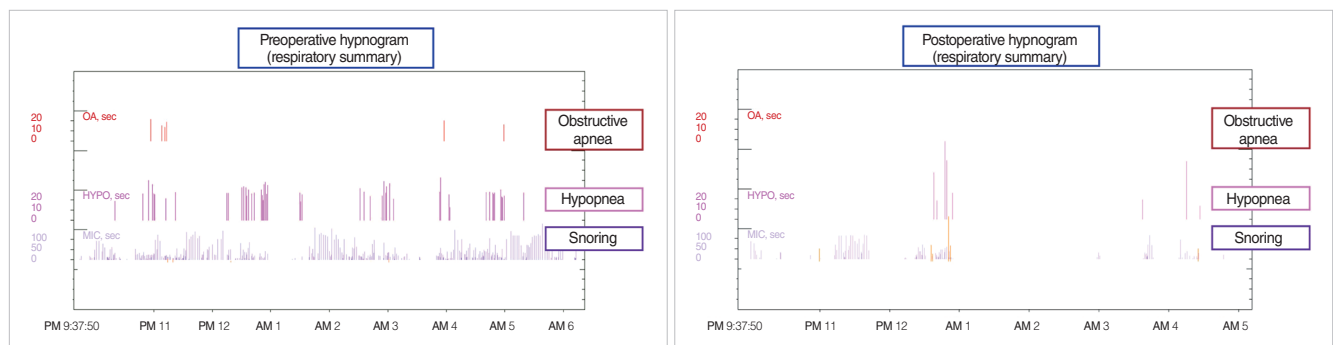 Preoperative hypnogram
(respiratory summary)
20
10
0
OA, sec
Obstructive
apnea
20
10
0
HYPO, sec
Hypopnea
100
50
0
MIC, sec
Snoring
PM 9:37:50 PM 11 PM 12 AM 1 AM 2 AM 3 AM 4 AM 5 AM 6
Postoperative hypnogram
(respiratory summary)
20
10
0
OA, sec
Obstructive
apnea
20
10
0
HYPO, sec
Hypopnea
100
50
0
MIC, sec
Snoring
PM 9:37:50 PM 11 PM 12 AM 1 AM 2 AM 3 AM 4 AM 5